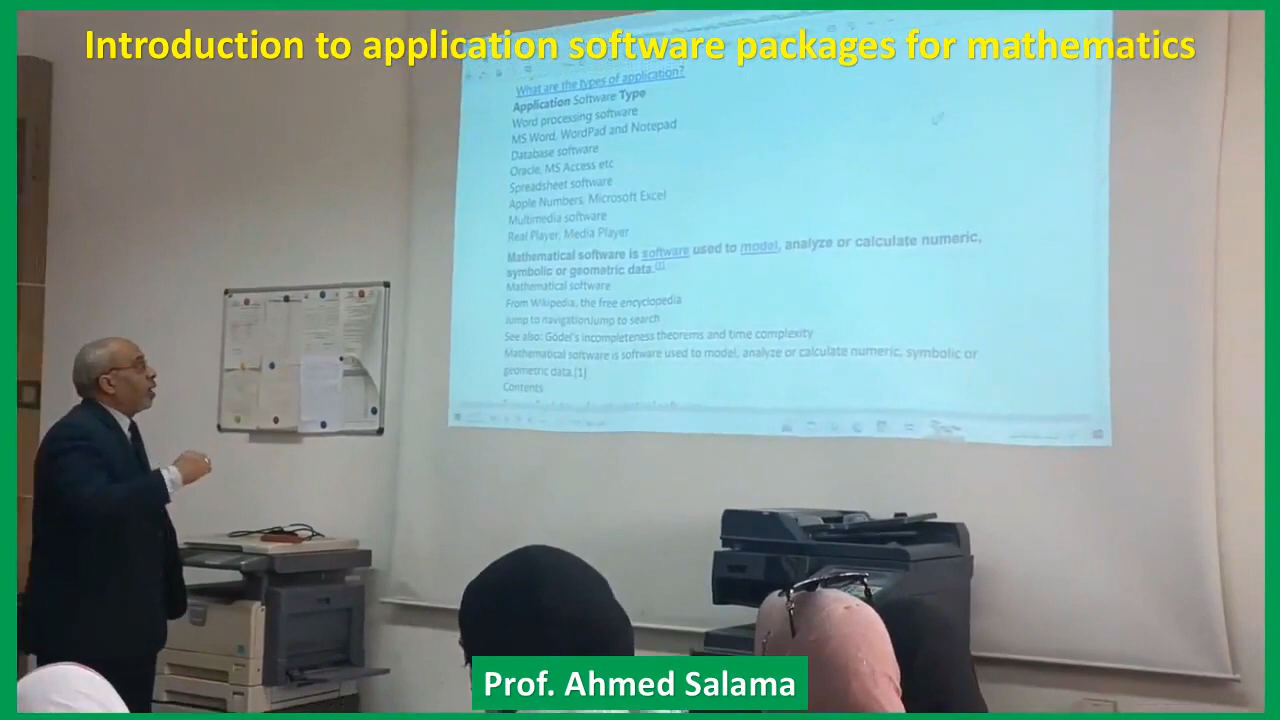 Introduction to application software packages for mathematics
What are the types of application?
Application Software Type
Word processing software
MS Word, WordPad and Notepad
Database software
Oracle, MS Access etc
Spreadsheet software
Apple Numbers, Microsoft Excel
Multimedia software
Real Player, Media Player
Mathematical software is software used to model, analyze or calculate numeric,
symbolic or geometric data.[1]
Mathematical software
From Wikipedia, the free encyclopedia
Jump to navigationJump to search
See also: Gödel's incompleteness theorems and time complexity
Mathematical software is software used to model, analyze or calculate numeric, symbolic or
geometric data.[1]
Contents
Prof. Ahmed Salama